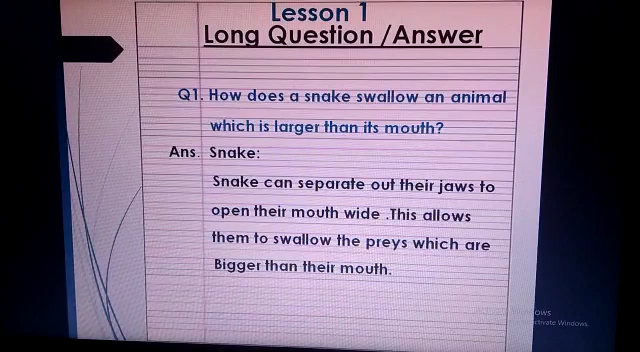 Lesson 1
Long Question /Answer
Q1. How does a snake swallow an animal
which is larger than its mouth?
Ans. Snake:
Snake can separate out their jaws to
open their mouth wide .This allows
them to swallow the preys which are
Bigger than their mouth.
ctivate Windows.